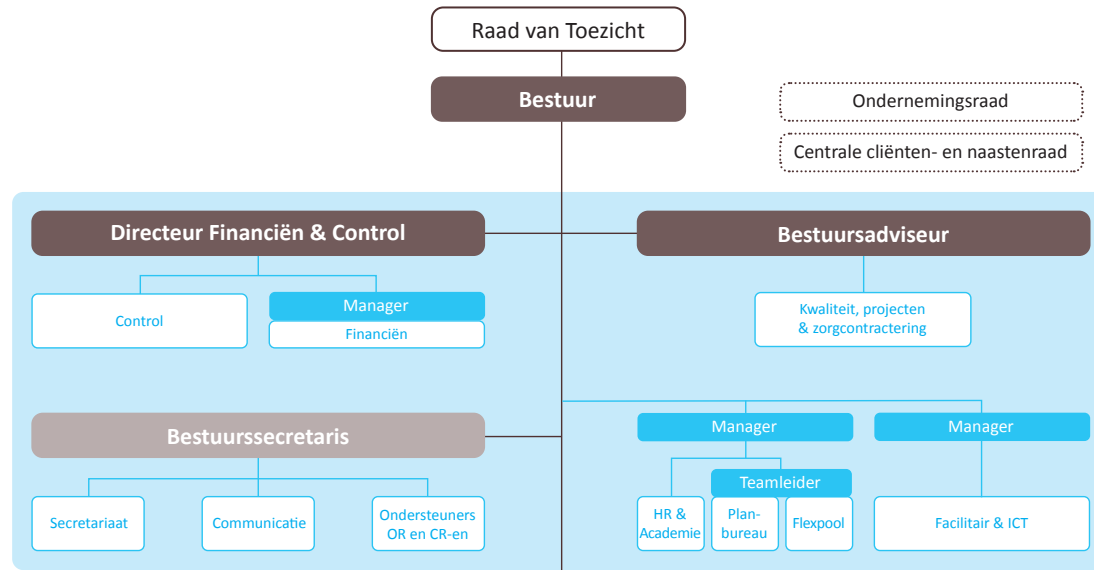 Raad van Toezicht
Bestuur
Ondernemingsraad
Centrale cliënten- en naastenraad
Directeur Financiën & Control
Bestuursadviseur
Control
Manager
Financiën
Kwaliteit, projecten
& zorgcontractering
Bestuurssecretaris
Manager
Manager
Secretariaat
Communicatie
Ondersteuners
OR en CR-en
HR &
Academie
Teamleider
Plan-
bureau
Flexpool
Facilitair & ICT